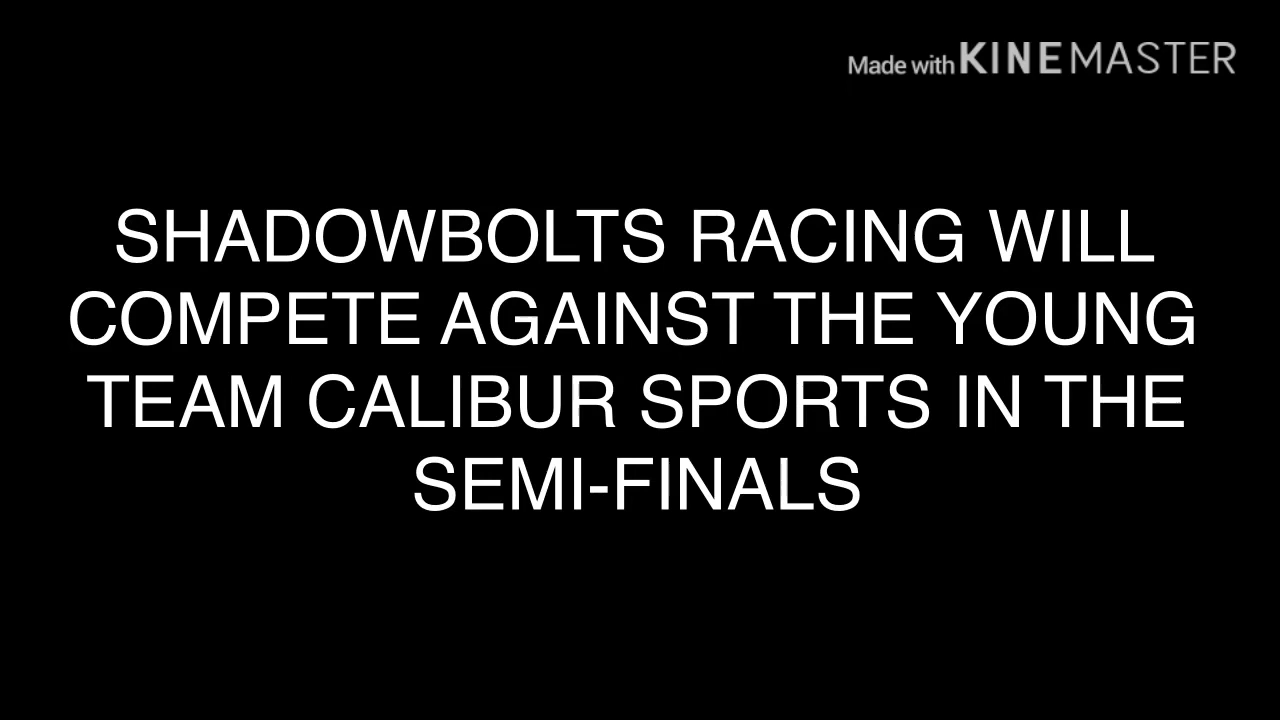 Made with KINEMASTER
SHADOWBOLTS RACING WILL
COMPETE AGAINST THE YOUNG
TEAM CALIBUR SPORTS IN THE
SEMI-FINALS